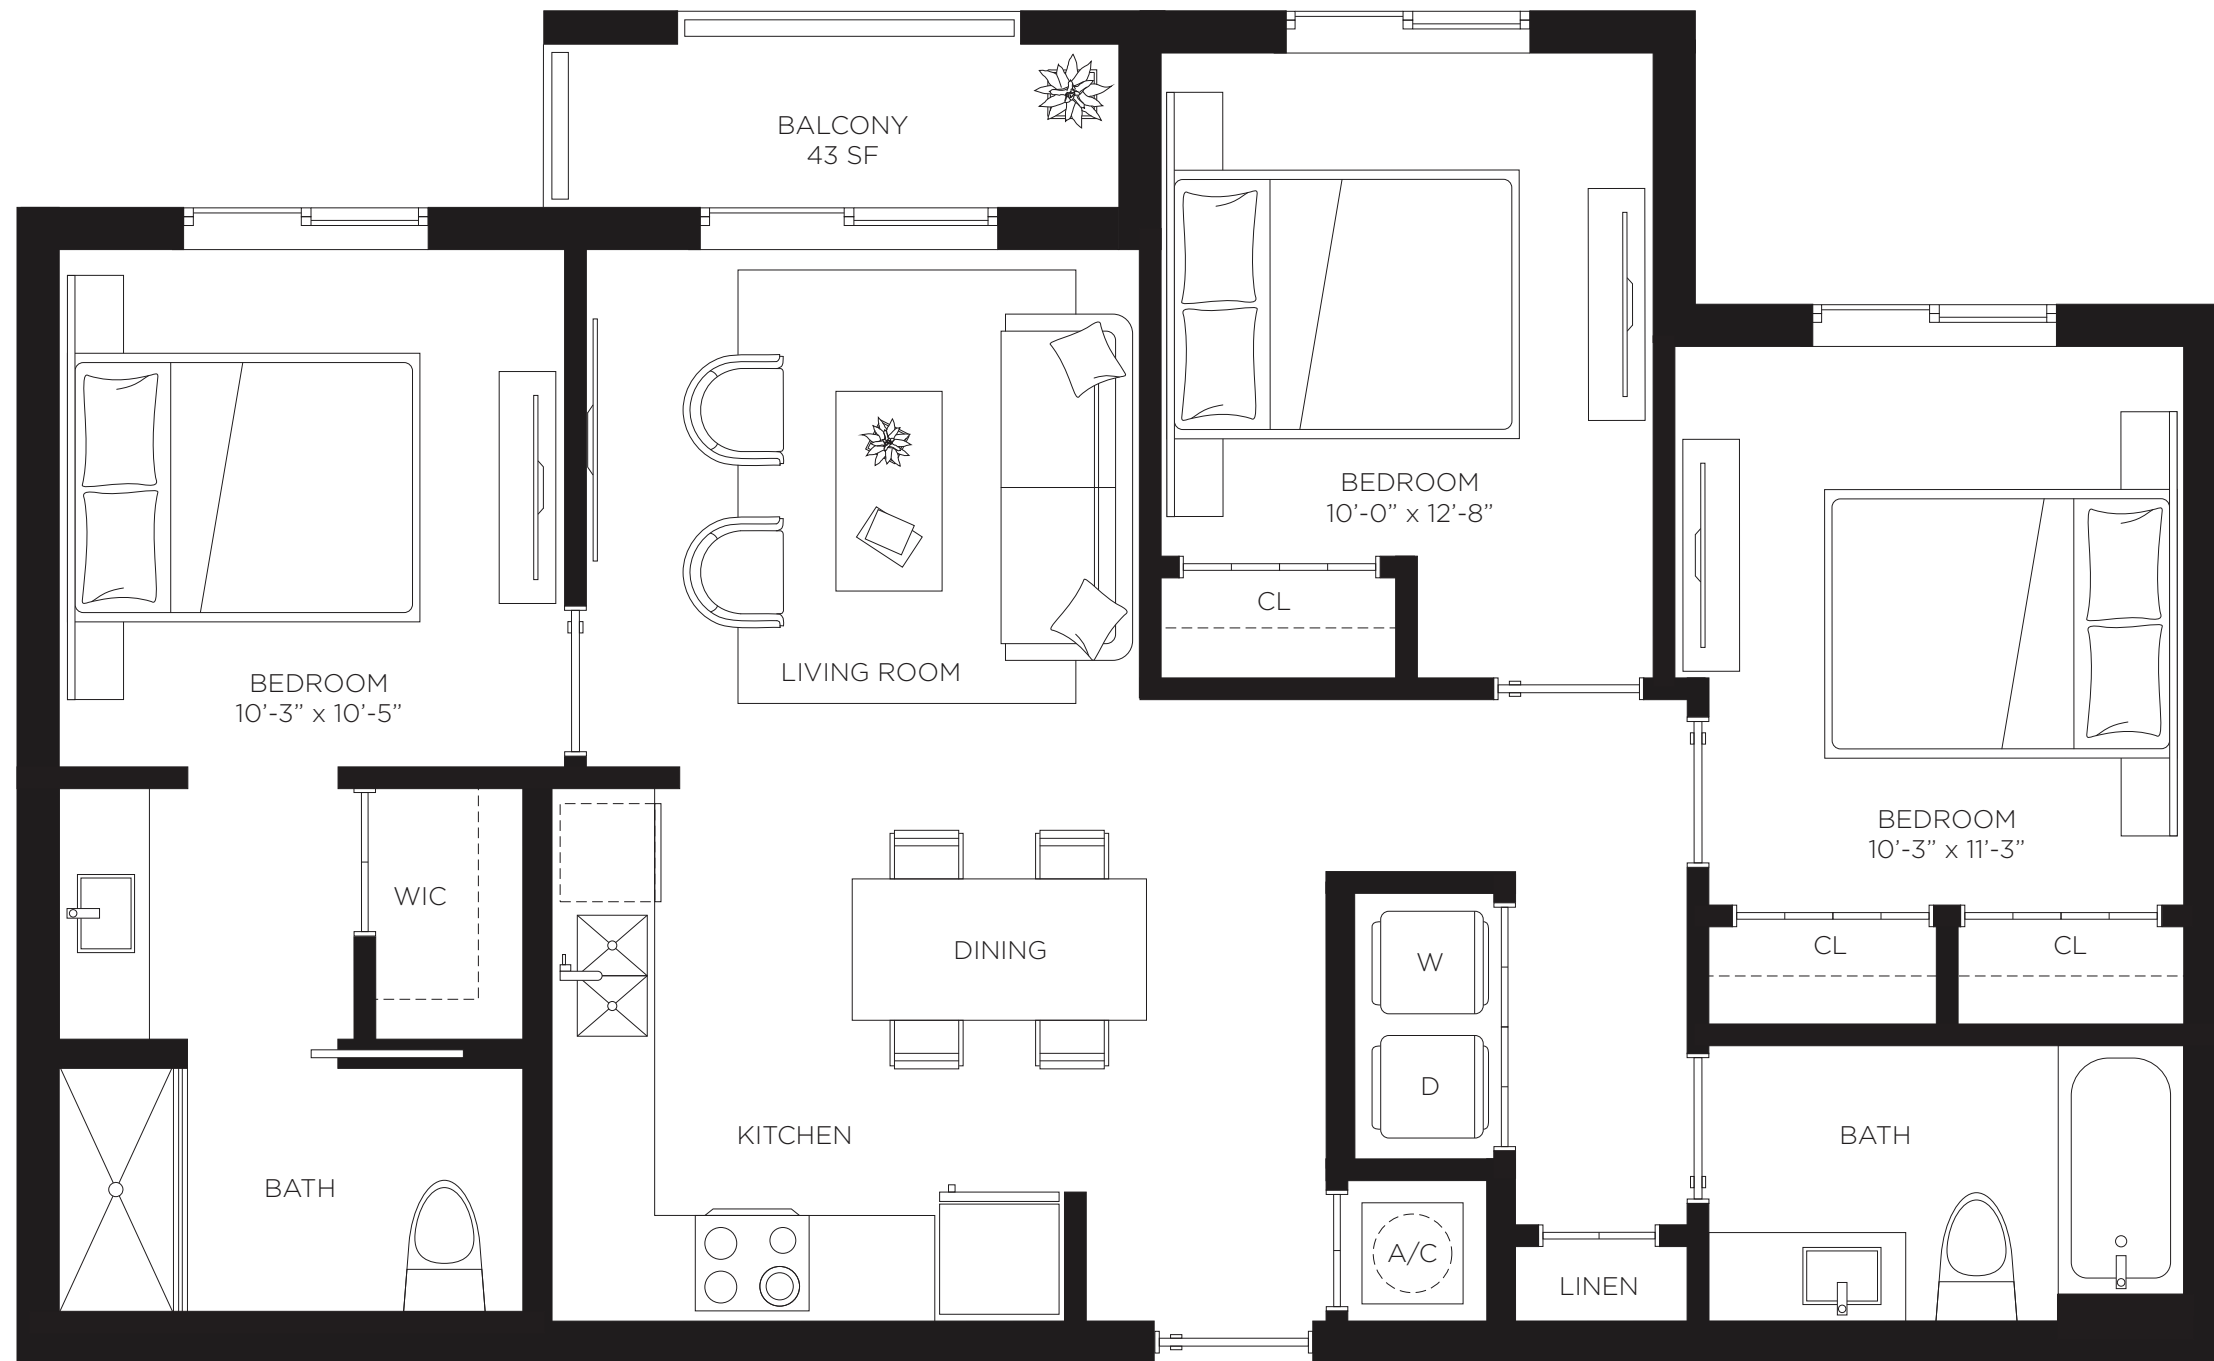 BALCONY
43 SF
BEDROOM
10’-0” x 12’-8”
CL
LIVING ROOM
BEDROOM
10’-3” x 10’-5”
BEDROOM
10’-3” x 11’-3”
WIC
DINING
W
CL
CL
D
KITCHEN
BATH
BATH
A/C
LINEN